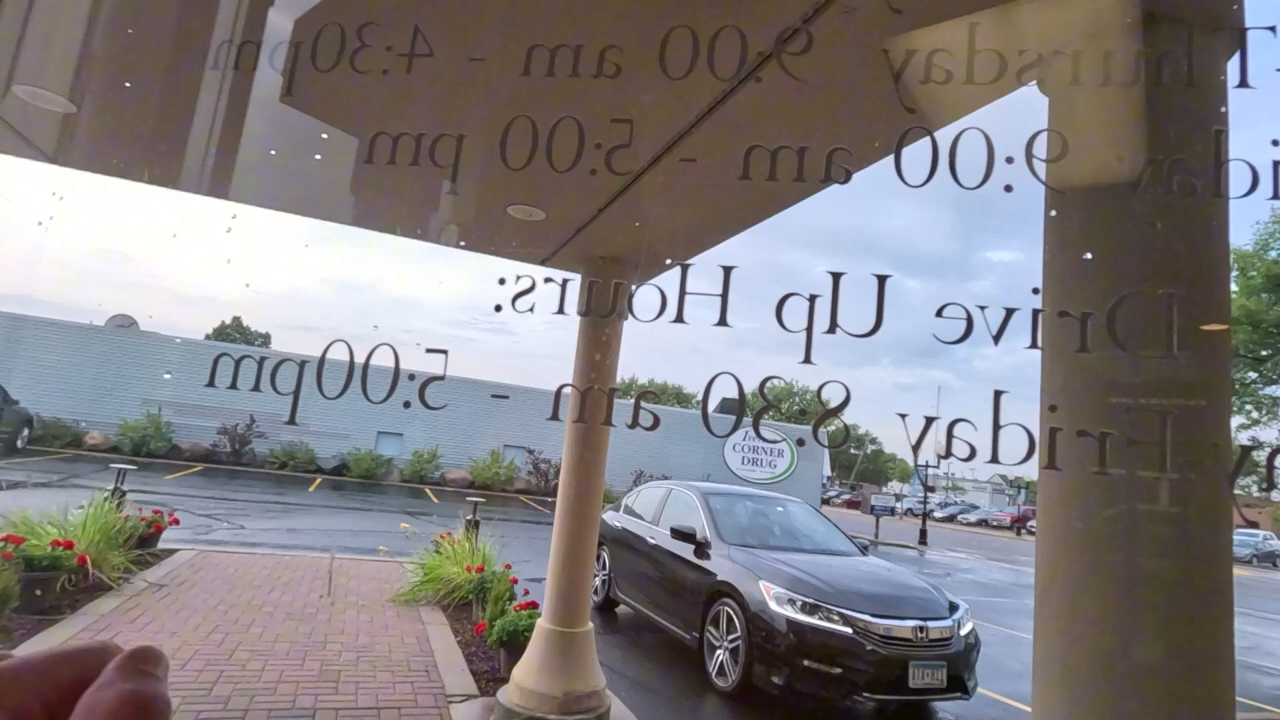 Thursday 9:00 am - 4:30pm
iday 9:00 am - 5:00 pm
Drive Up Hours:
y Friday 8:30 am - 5:00pm
CORNER
DRUG